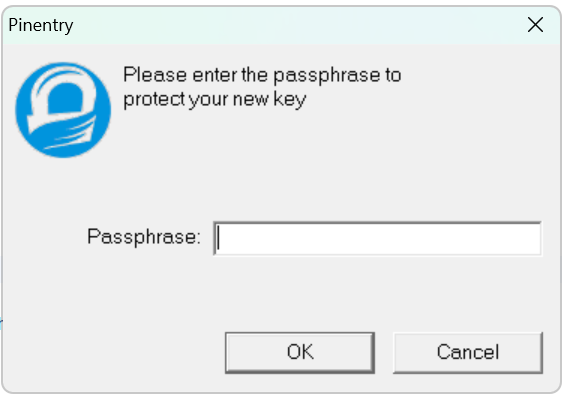 Pinentry
Please enter the passphrase to
protect your new key
Passphrase:
OK
Cancel